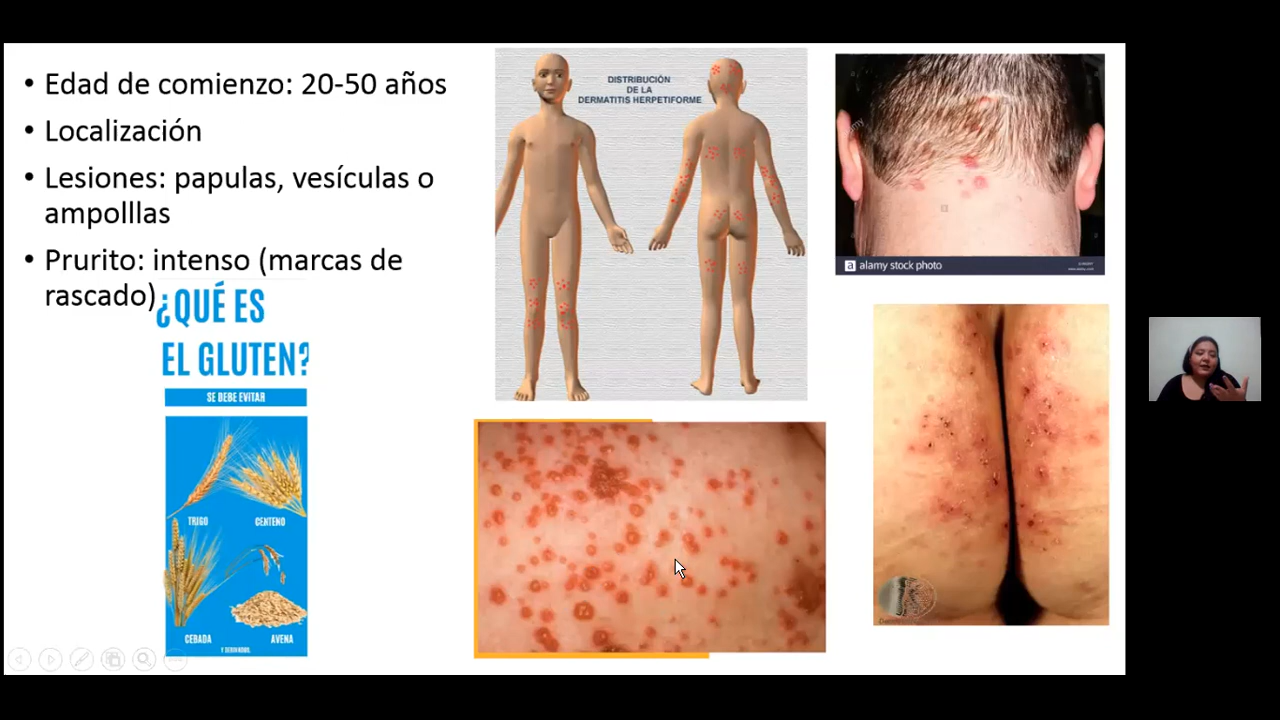 • Edad de comienzo: 20-50 años
• Localización
• Lesiones: papulas, vesículas o
ampolllas
• Prurito: intenso (marcas de
rascado)
¿QUÉ ES
EL GLUTEN?
SE DEBE EVITAR
TRIGO
CENTENO
CEBADA
AVENA
Y DERIVADOS
DISTRIBUCIÓN
DE LA
DERMATITIS HERPETIFORME
a alamy stock photo